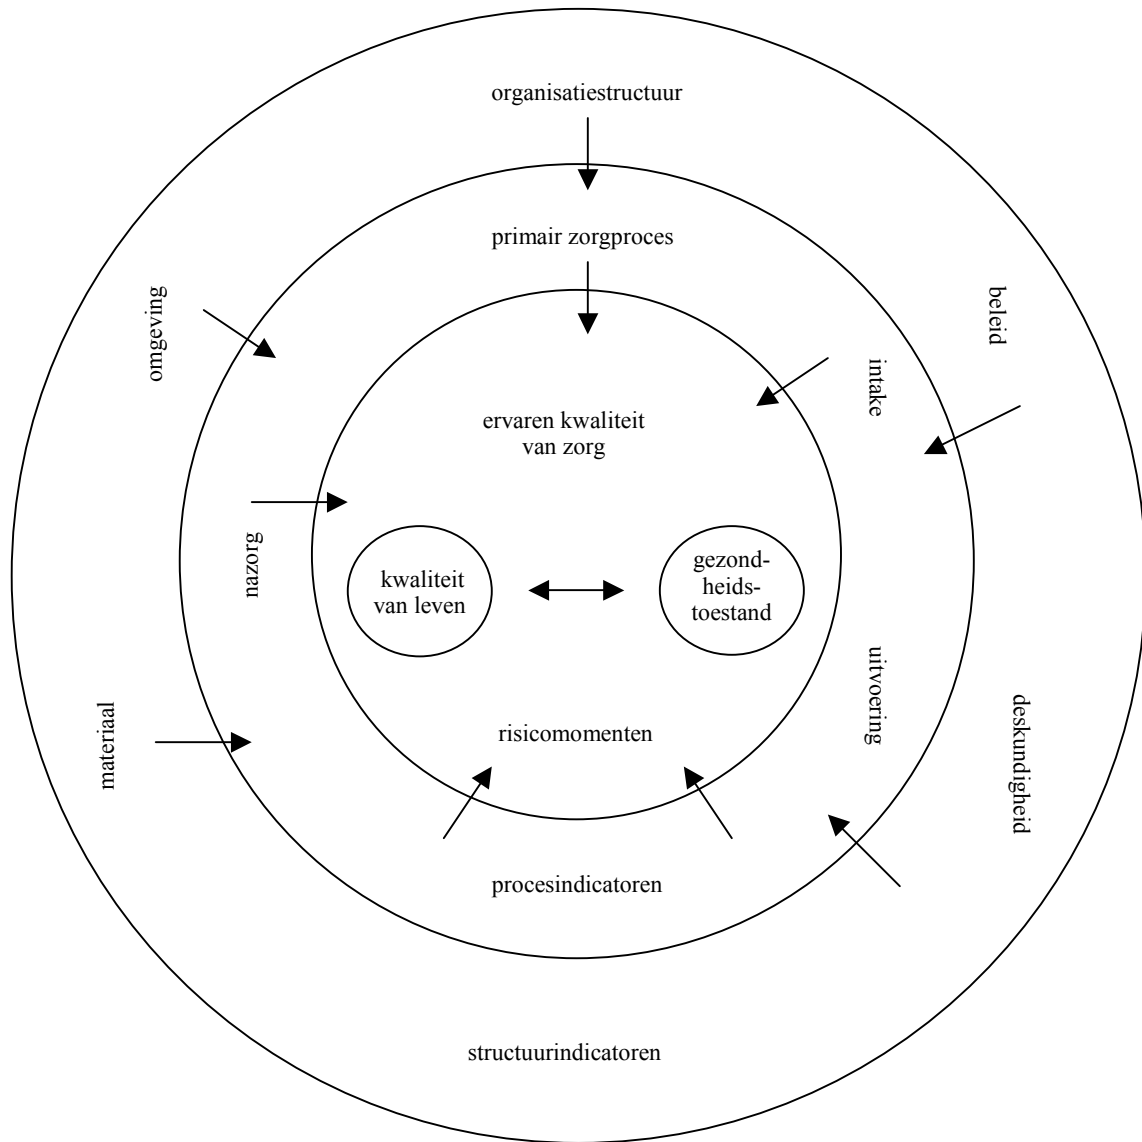 organisatiestructuur
primair zorgproces
omgeving
beleid
intake
ervaren kwaliteit
van zorg
nazorg
kwaliteit
van leven
gezond-
heids-
toestand
uitvoering
materiaal
deskundigheid
risicomomenten
procesindicatoren
structuurindicatoren